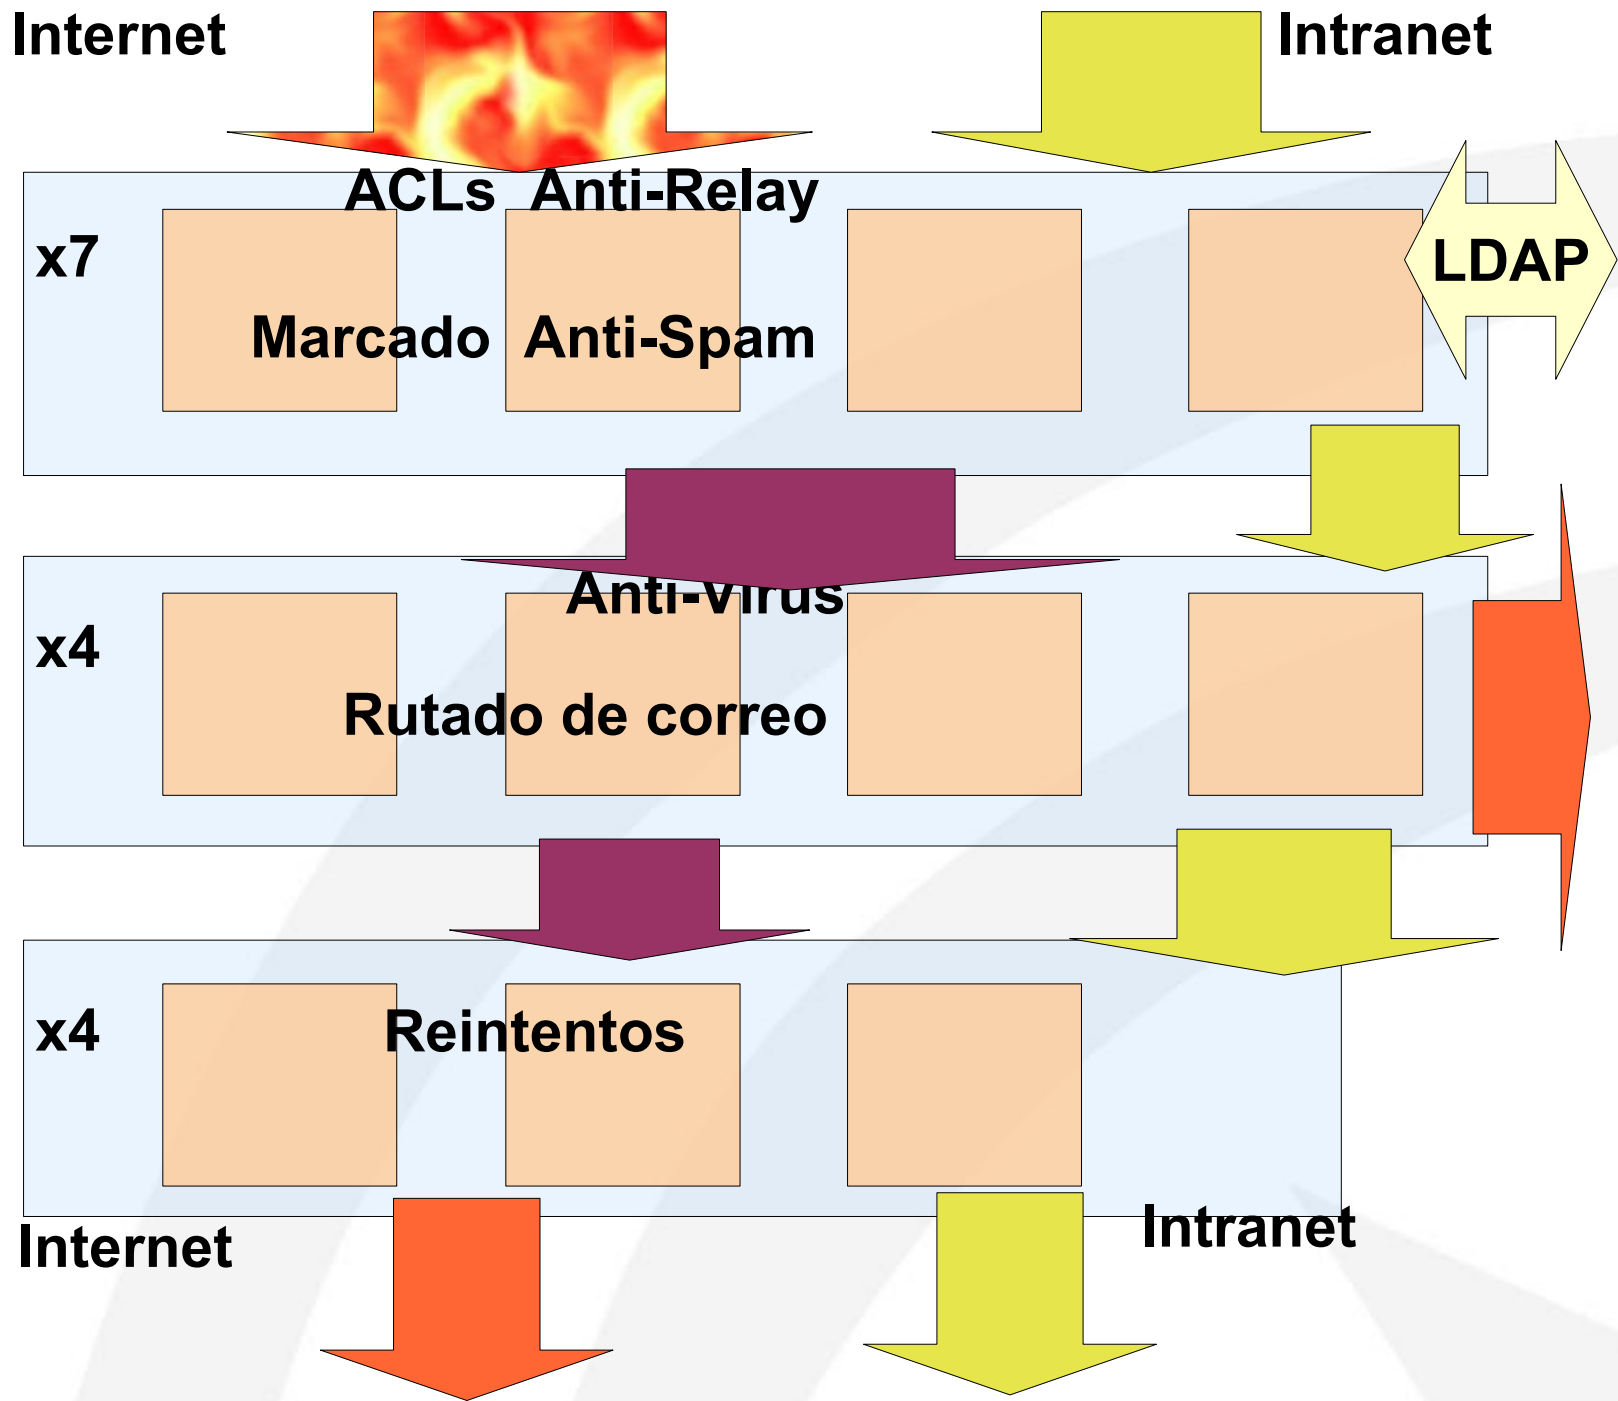 Internet
Intranet
ACLs Anti-Relay
x7
LDAP
Marcado Anti-Spam
Anti-Virus
x4
Rutado de correo
x4
Reintentos
Internet
Intranet